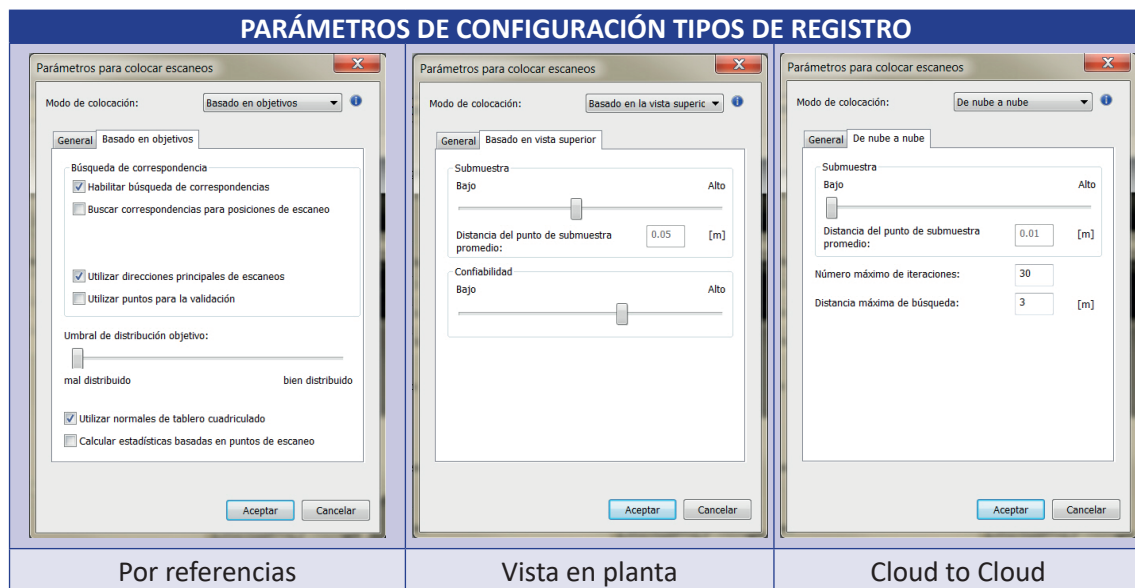 PARÁMETROS DE CONFIGURACIÓN TIPOS DE REGISTRO
Parámetros para colocar escaneos
Modo de colocación: Basado en objetivos
General Basado en objetivos
Búsqueda de correspondencia
Habilitar búsqueda de correspondencias
Buscar correspondencias para posiciones de escaneo
Utilizar direcciones principales de escaneos
Utilizar puntos para la validación
Umbral de distribución objetivo:
mal distribuido bien distribuido
Utilizar normales de tablero cuadriculado
Calcular estadísticas basadas en puntos de escaneo
Aceptar Cancelar
Por referencias
Parámetros para colocar escaneos
Modo de colocación: Basado en la vista superic
General Basado en vista superior
Submuestra
Bajo Alto
Distancia del punto de submuestra 0.05 [m]
promedio:
Confiabilidad
Bajo Alto
Aceptar Cancelar
Vista en planta
Parámetros para colocar escaneos
Modo de colocación: De nube a nube
General De nube a nube
Submuestra
Bajo Alto
Distancia del punto de submuestra 0.01 [m]
promedio:
Número máximo de iteraciones: 30
Distancia máxima de búsqueda: 3 [m]
Aceptar Cancelar
Cloud to Cloud